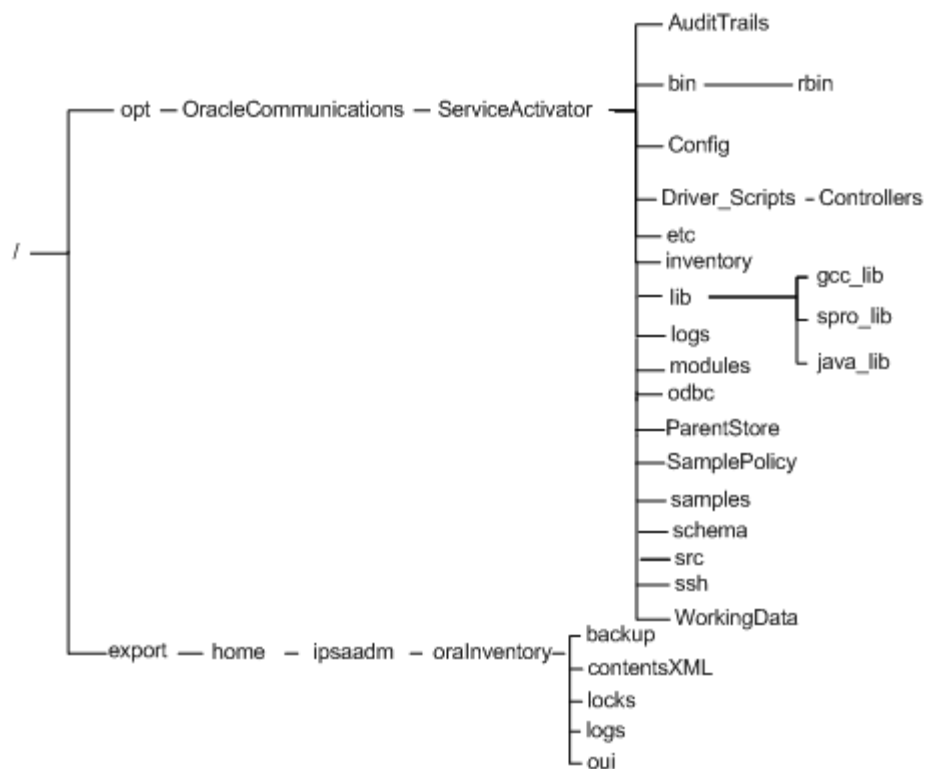 AuditTrails
bin rbin
opt OracleCommunications ServiceActivator
Config
Driver_Scripts Controllers
etc
/
inventory
gcc_lib
lib
spro_lib
logs
java_lib
modules
odbc
ParentStore
SamplePolicy
samples
schema
src
ssh
WorkingData
backup
export home ipsaadm oraInventory
contentsXML
locks
logs
oui